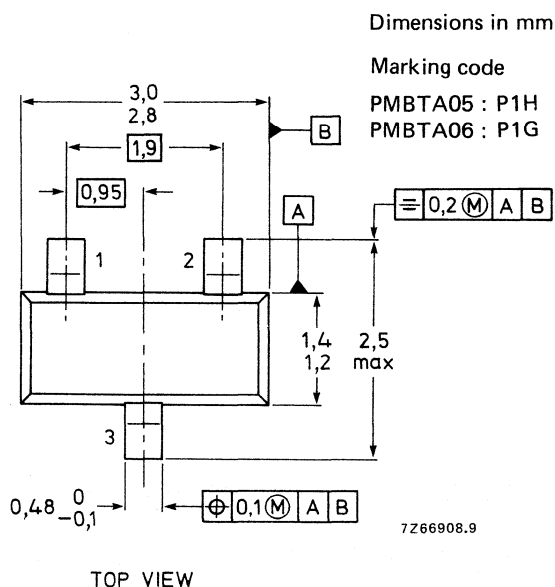 Dimensions in mm
Marking code
PMBTA05 : P1H
PMBTA06 : P1G
3,0
2,8
B
1,9
0,95
A
⌯ 0,2 Ⓜ A B
1
2
1,4
1,2
2,5
max
3
0,48 0
−0,1
⌖ 0,1 Ⓜ A B
7Z66908.9
TOP VIEW